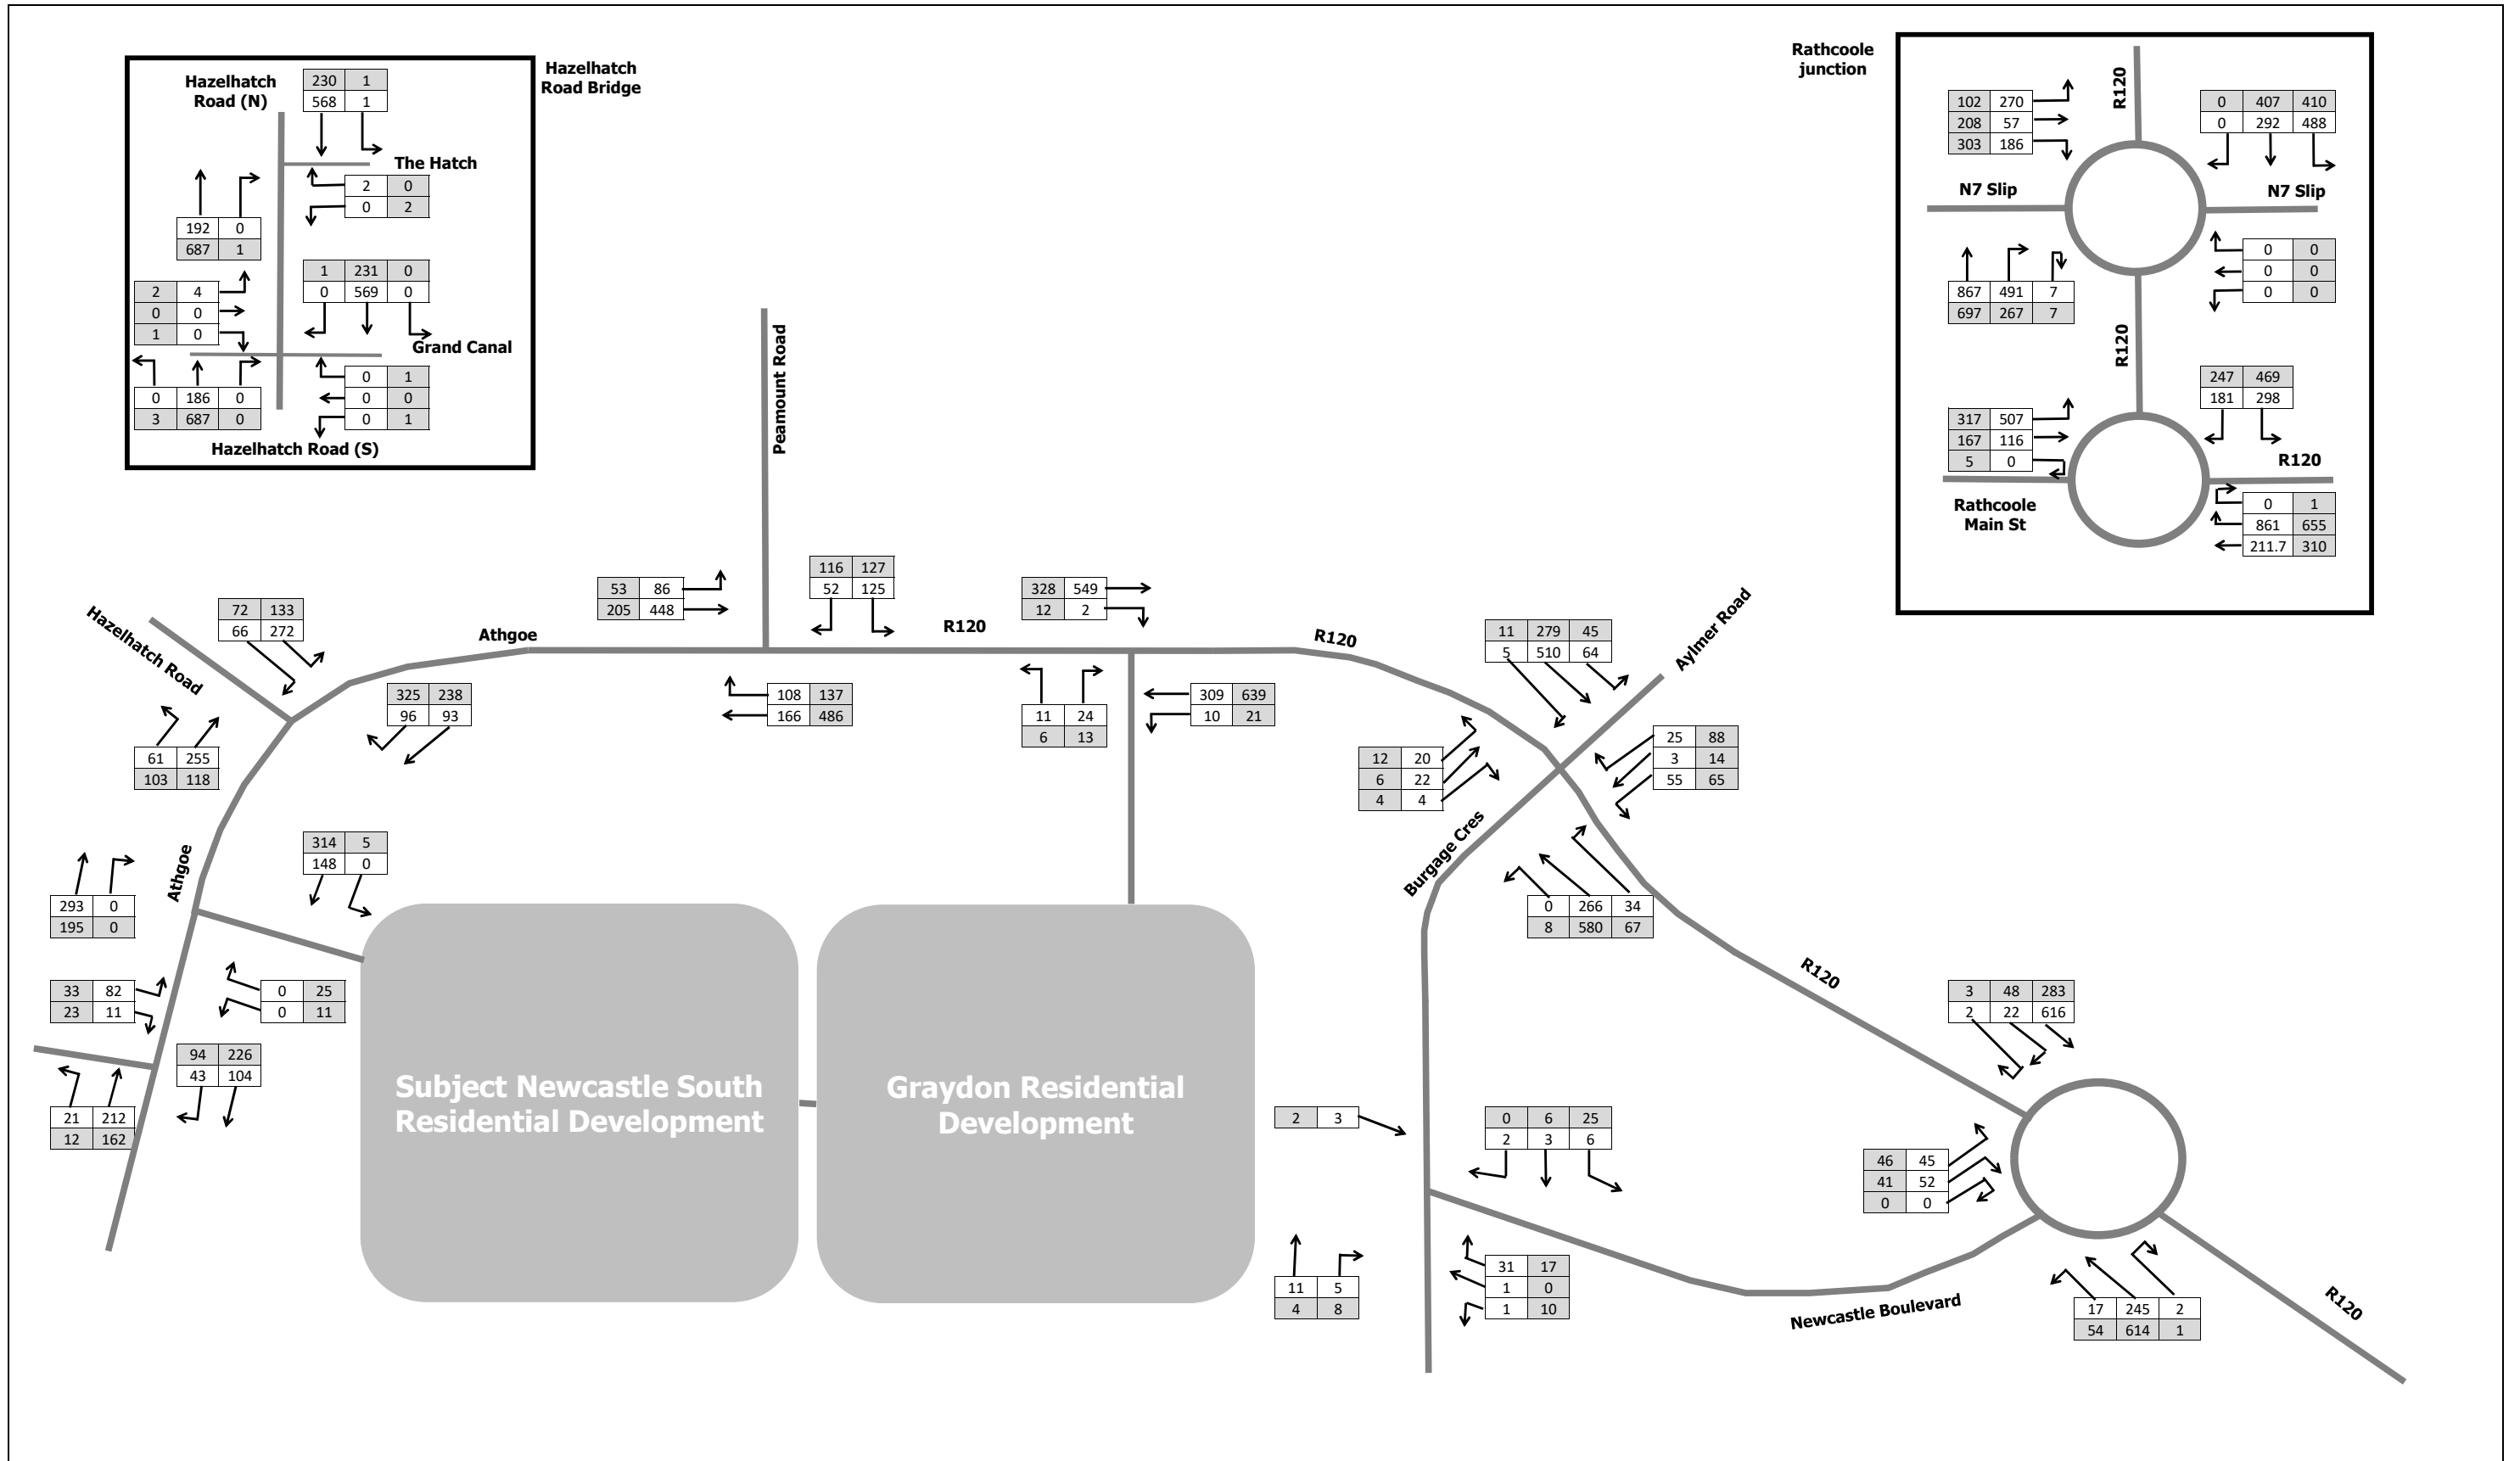 Hazelhatch
Road Bridge
Hazelhatch
Road (N)
230 1
568 1
The Hatch
2 0
0 2
192 0
687 1
1 231 0
0 569 0
2 4
0 0
1 0
Grand Canal
0 1
0 0
0 1
0 186 0
3 687 0
Hazelhatch Road (S)
Rathcoole
junction
R120
102 270
208 57
303 186
0 407 410
0 292 488
N7 Slip
N7 Slip
0 0
0 0
0 0
867 491 7
697 267 7
R120
247 469
181 298
317 507
167 116
5 0
R120
Rathcoole
Main St
0 1
861 655
211.7 310
Peamount Road
Hazelhatch Road
72 133
66 272
Athgoe
53 86
205 448
116 127
52 125
R120
328 549
12 2
R120
11 279 45
5 510 64
Aylmer Road
325 238
96 93
108 137
166 486
11 24
6 13
309 639
10 21
61 255
103 118
12 20
6 22
4 4
25 88
3 14
55 65
Burgage Cres
0 266 34
8 580 67
Athgoe
314 5
148 0
293 0
195 0
33 82
23 11
0 25
0 11
94 226
43 104
21 212
12 162
Subject Newcastle South
Residential Development
Graydon Residential
Development
R120
3 48 283
2 22 616
2 3
0 6 25
2 3 6
46 45
41 52
0 0
11 5
4 8
31 17
1 0
1 10
Newcastle Boulevard
17 245 2
54 614 1
R120